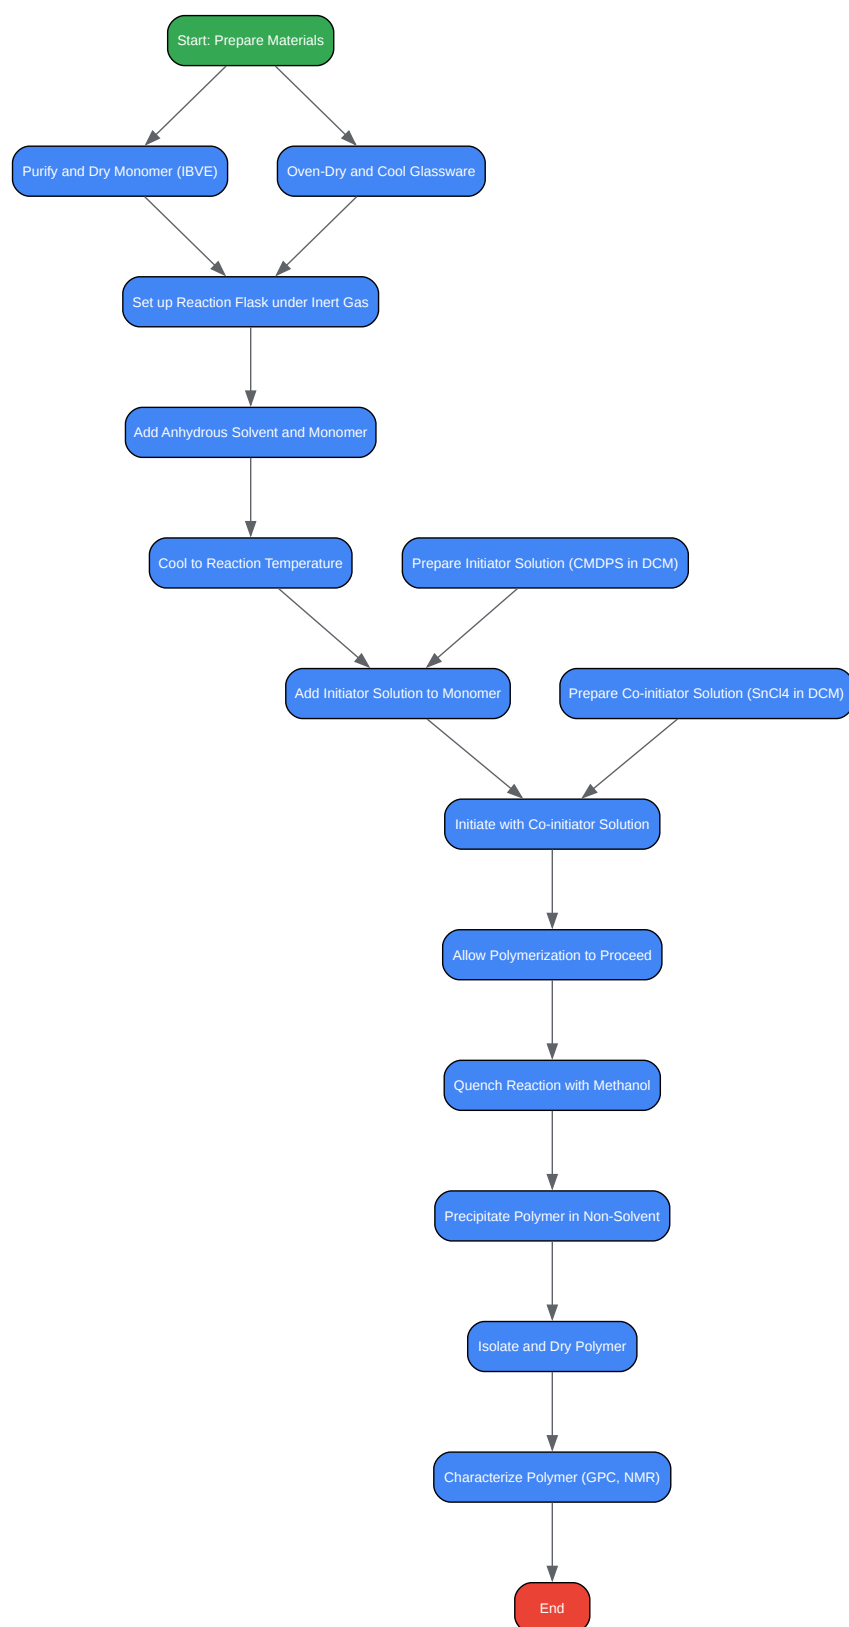 Start: Prepare Materials
Purify and Dry Monomer (IBVE)
Oven-Dry and Cool Glassware
Set up Reaction Flask under Inert Gas
Add Anhydrous Solvent and Monomer
Cool to Reaction Temperature
Prepare Initiator Solution (CMDPS in DCM)
Add Initiator Solution to Monomer
Prepare Co-initiator Solution (SnCl4 in DCM)
Initiate with Co-initiator Solution
Allow Polymerization to Proceed
Quench Reaction with Methanol
Precipitate Polymer in Non-Solvent
Isolate and Dry Polymer
Characterize Polymer (GPC, NMR)
End